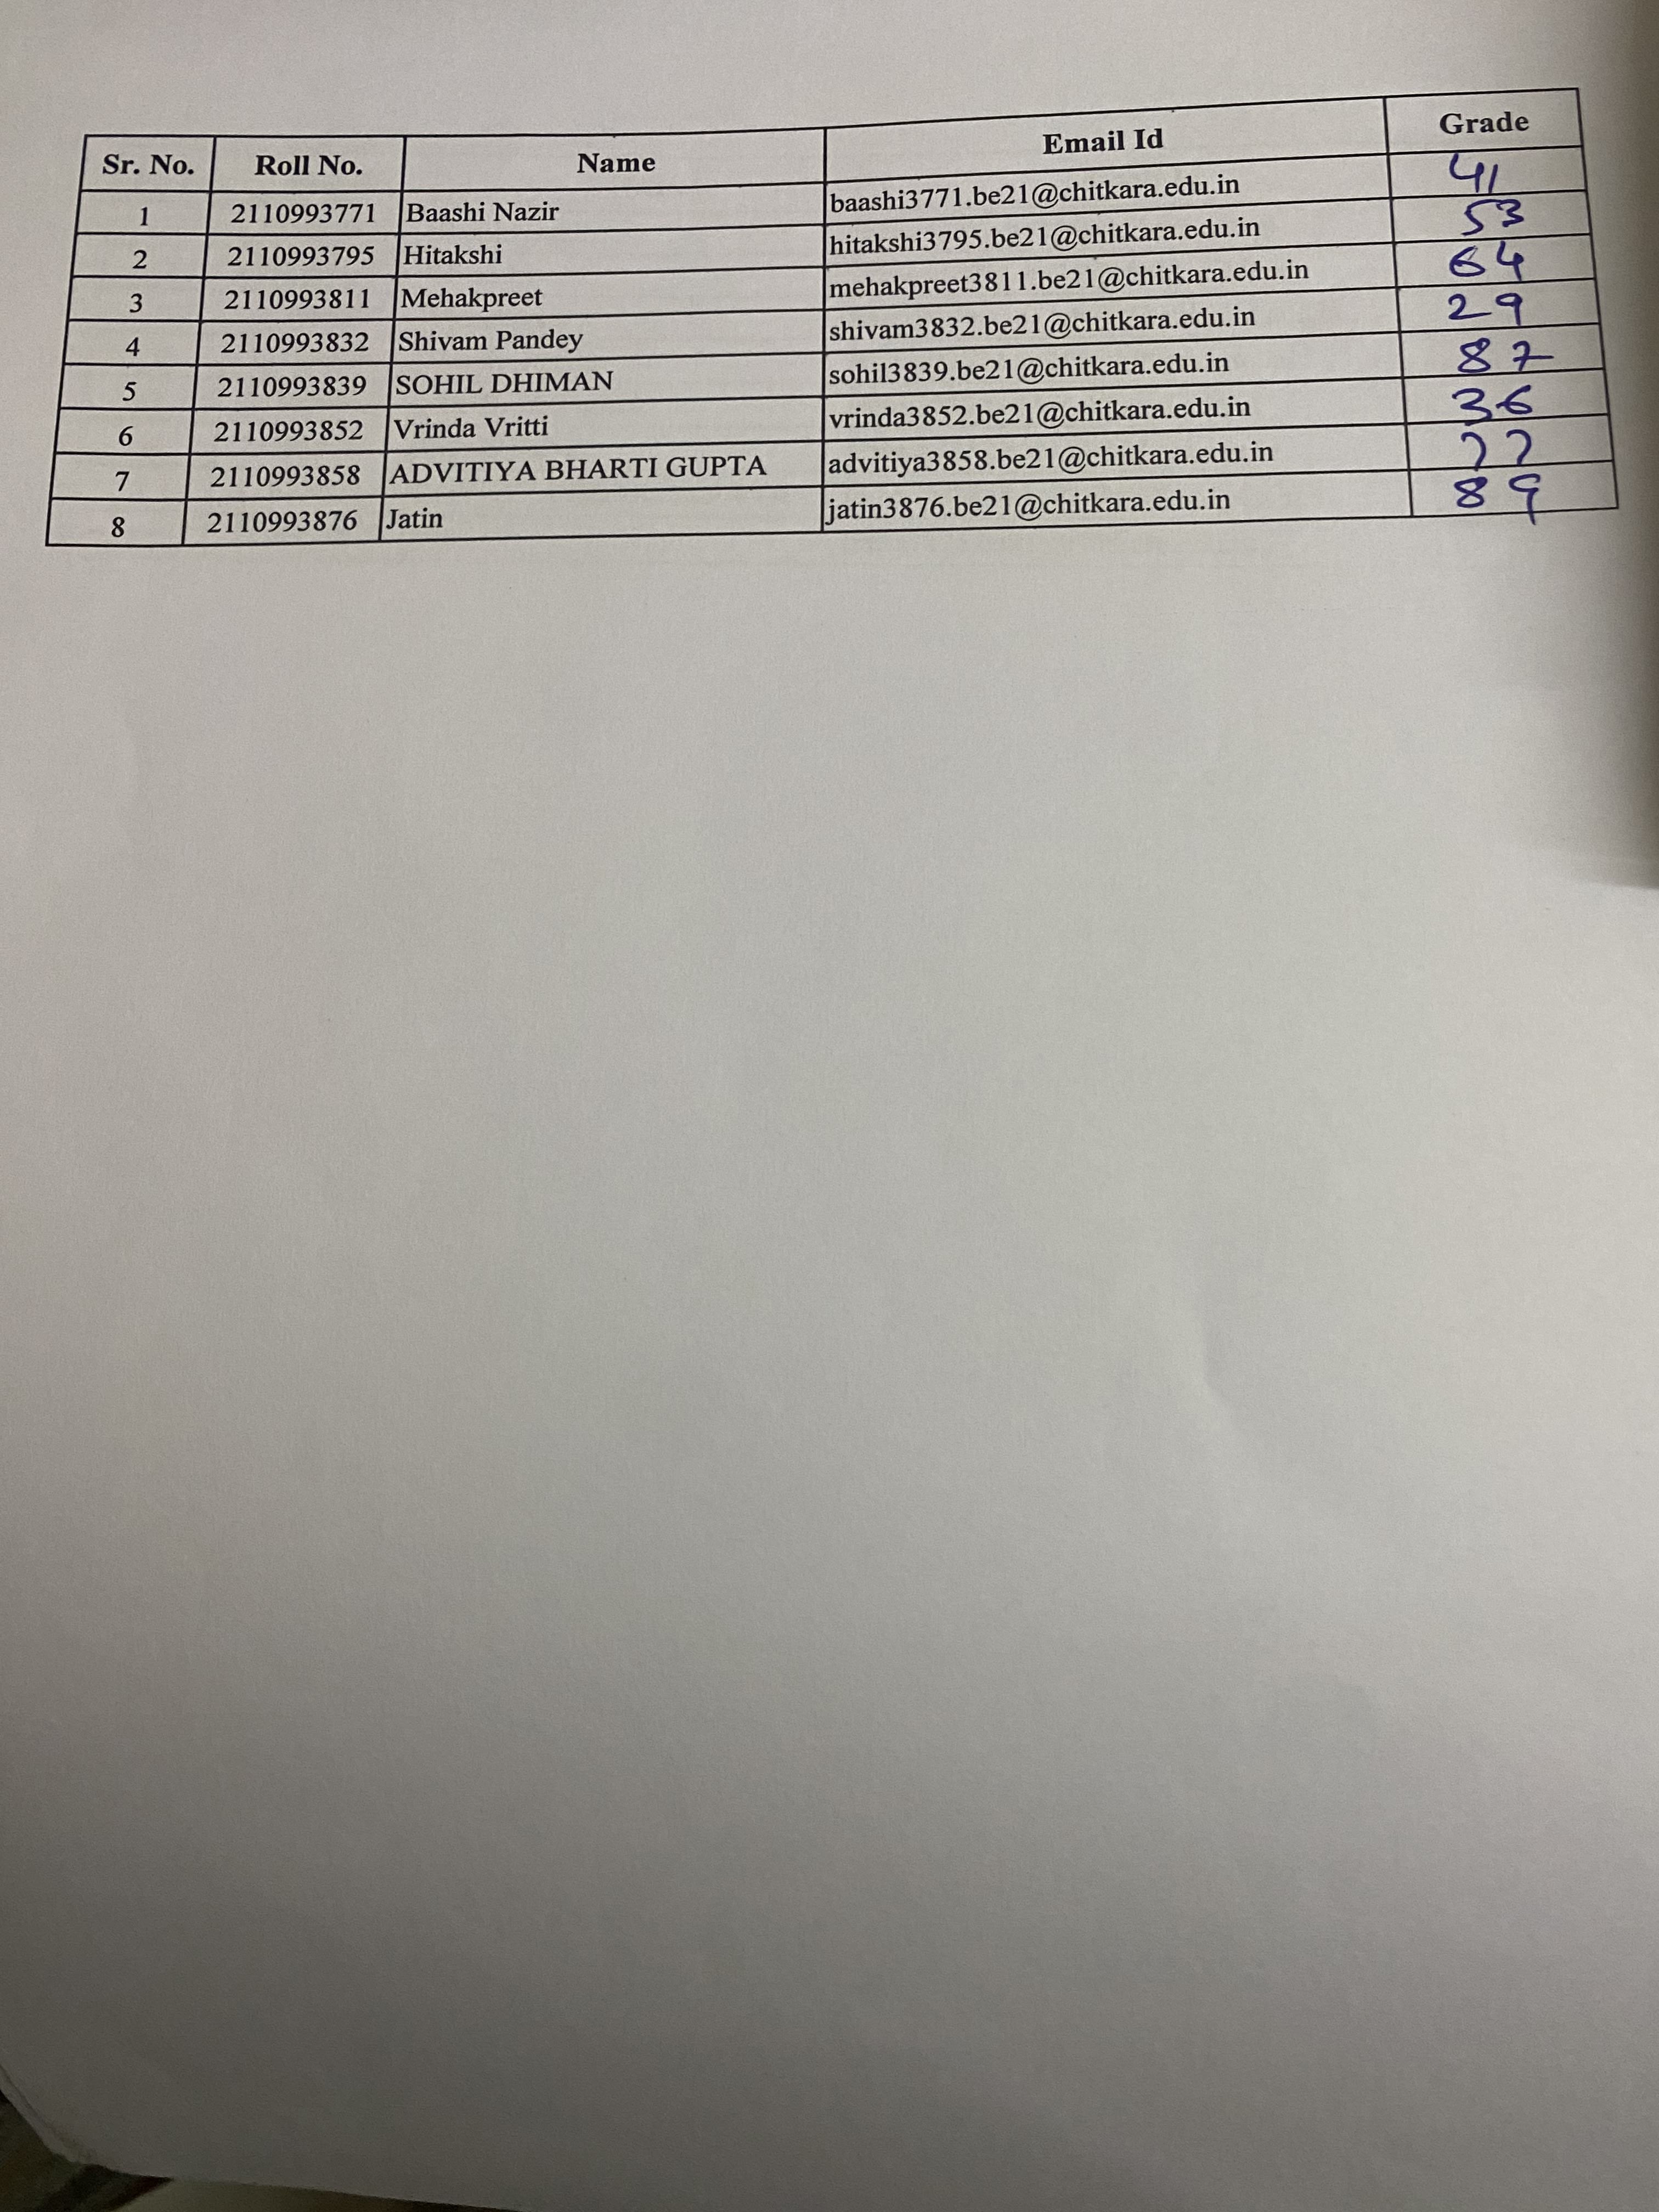 Sr. No. Roll No. Name Email Id Grade
1 2110993771 Baashi Nazir baashi3771.be21@chitkara.edu.in 41
2 2110993795 Hitakshi hitakshi3795.be21@chitkara.edu.in 53
3 2110993811 Mehakpreet mehakpreet3811.be21@chitkara.edu.in 64
4 2110993832 Shivam Pandey shivam3832.be21@chitkara.edu.in 29
5 2110993839 SOHIL DHIMAN sohil3839.be21@chitkara.edu.in 87
6 2110993852 Vrinda Vritti vrinda3852.be21@chitkara.edu.in 36
7 2110993858 ADVITIYA BHARTI GUPTA advitiya3858.be21@chitkara.edu.in 77
8 2110993876 Jatin jatin3876.be21@chitkara.edu.in 89